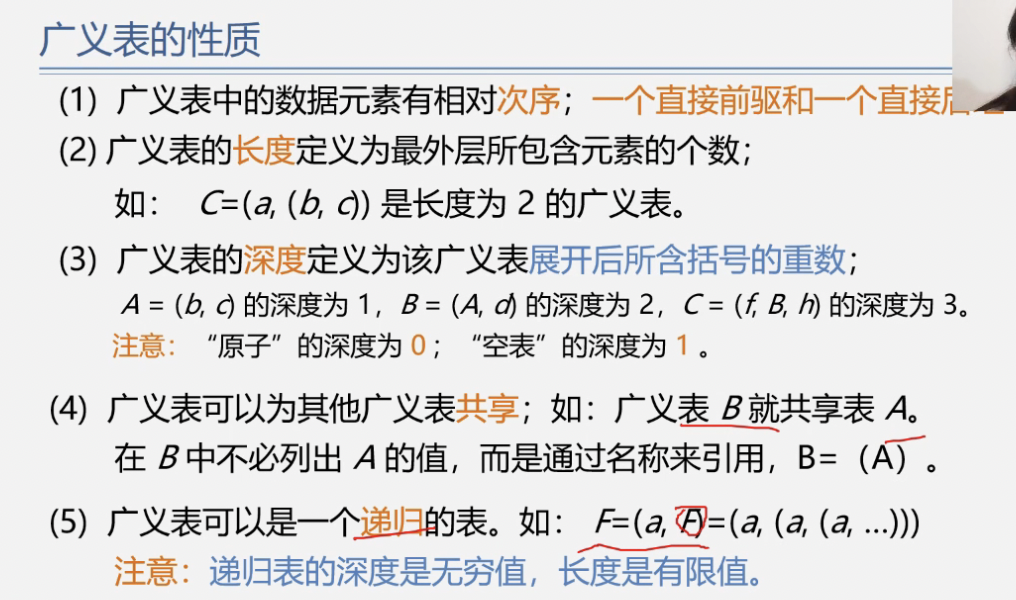 广义表的性质
(1) 广义表中的数据元素有相对次序；一个直接前驱和一个直接
(2) 广义表的长度定义为最外层所包含元素的个数；
如： C=(a, (b, c)) 是长度为 2 的广义表。
(3) 广义表的深度定义为该广义表展开后所含括号的重数；
A = (b, c) 的深度为 1，B = (A, d) 的深度为 2，C = (f, B, h) 的深度为 3。
注意：“原子”的深度为 0；“空表”的深度为 1 。
(4) 广义表可以为其他广义表共享；如：广义表 B 就共享表 A。
在 B 中不必列出 A 的值，而是通过名称来引用，B=（A）。
(5) 广义表可以是一个递归的表。如： F=(a, F)=(a, (a, (a, …)))
注意：递归表的深度是无穷值，长度是有限值。